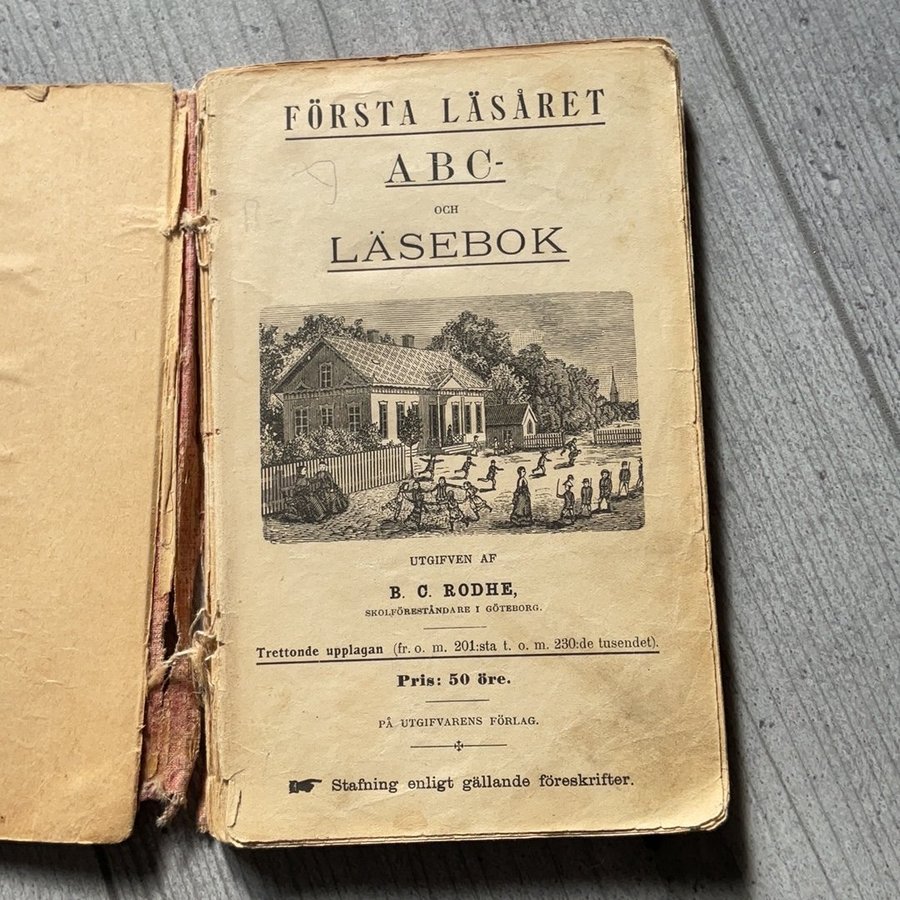 FÖRSTA LÄSÅRET
ABC-
OCH
LÄSEBOK
UTGIFVEN AF
B. C. RODHE,
SKOLFÖRESTÅNDARE I GÖTEBORG.
Trettonde upplagan (fr. o. m. 201:sta t. o. m. 230:de tusendet).
Pris: 50 öre.
PÅ UTGIFVARENS FÖRLAG.
Stafning enligt gällande föreskrifter.